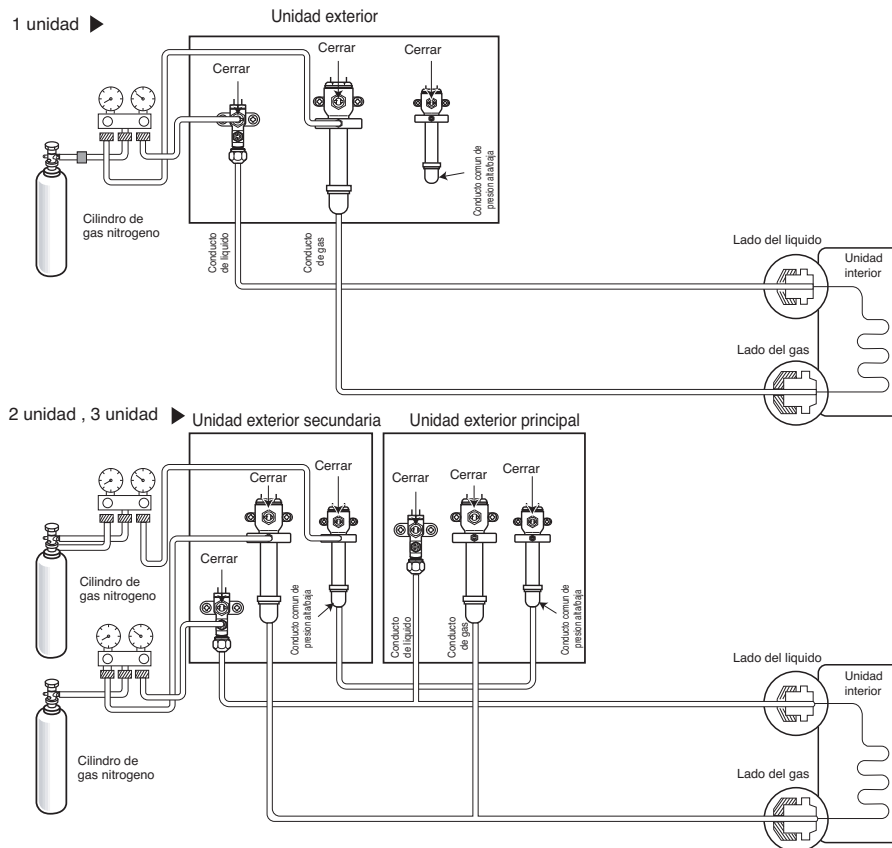 1 unidad
Unidad exterior
Cerrar
Cerrar
Cerrar
Cilindro de
gas nitrogeno
Conducto
de liquido
Conducto
de gas
Conducto comun de
presion alta/baja
Lado del liquido
Unidad
interior
Lado del gas
2 unidad , 3 unidad
Unidad exterior secundaria
Unidad exterior principal
Cerrar
Cerrar
Cerrar
Cerrar
Cerrar
Cerrar
Cilindro de
gas nitrogeno
Conducto comun de
presion alta/baja
Conducto
de liquido
Conducto
de gas
Conducto comun de
presion alta/baja
Cilindro de
gas nitrogeno
Lado del liquido
Unidad
interior
Lado del gas